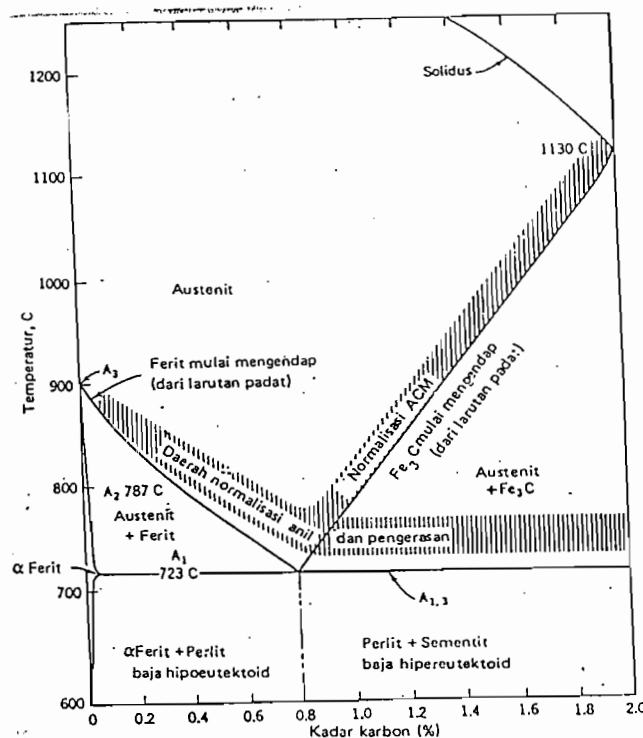 1200
Solidus
1130 C
1100
1000
Austenit
Temperatur, C
A3
Ferit mulai mengendap
(dari larutan padat)
900
Normalisasi ACM
Fe3 Cmulai mengendap
(dari larutan pada:)
Daerah normalisasi anil
A2 787 C
800
Austenit
+ Ferit
Austenit
+Fe3C
dan pengerasan
A1
723 C
α Ferit
700
A1,3
αFerit + Perlit
baja hipoeutektoid
Perlit + Sementit
baja hipereutektoid
600
0 0.2 0.4 0.6 0.8 1.0 1.2 1.4 1.6 1.8 2.0
Kadar karbon (%)